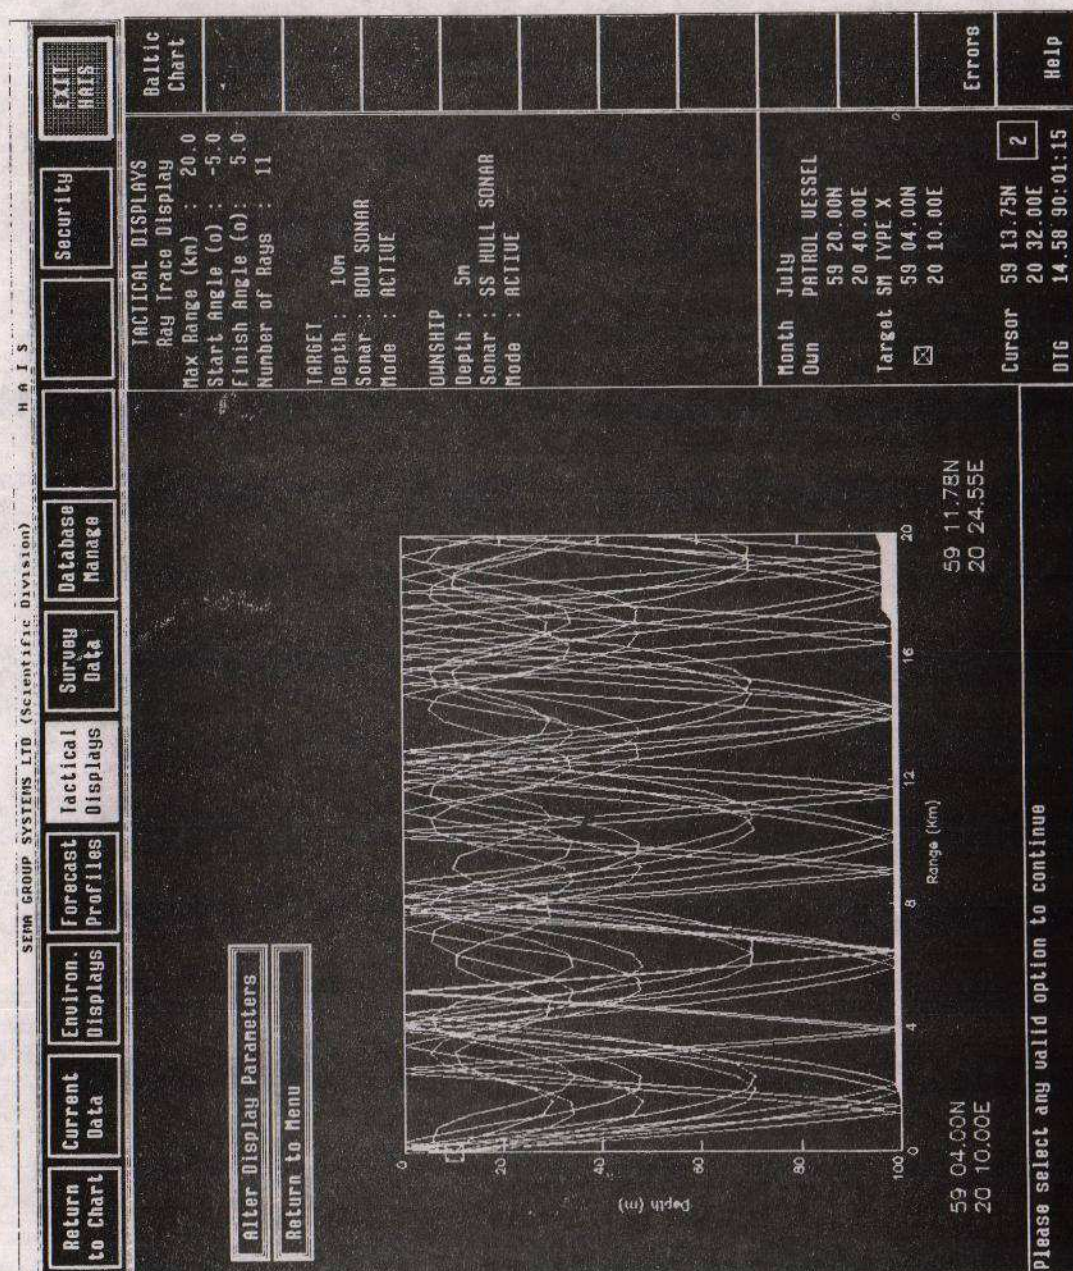 SEMA GROUP SYSTEMS LTD (Scientific Division)
H A I S
Return
to Chart
Current
Data
Environ.
Displays
Forecast
Profiles
Tactical
Displays
Survey
Data
Database
Manage
Security
EXIT
HAIS
Alter Display Parameters
Return to Menu
0
20
40
60
80
100
Depth (m)
0
4
8
12
16
20
Range (Km)
59 04.00N
20 10.00E
59 11.78N
20 24.55E
TACTICAL DISPLAYS
Ray Trace Display
Max Range (km) : 20.0
Start Angle (o) : -5.0
Finish Angle (o): 5.0
Number of Rays : 11
TARGET
Depth : 10m
Sonar : BOW SONAR
Mode : ACTIVE
OWNSHIP
Depth : 5m
Sonar : SS HULL SONAR
Mode : ACTIVE
Month July
Own PATROL VESSEL
59 20.00N
20 40.00E
Target SM TYPE X
59 04.00N
20 10.00E
Cursor 59 13.75N 2
20 32.00E
DTG 14.58 90:01:15
Baltic
Chart
Errors
Help
Please select any valid option to continue